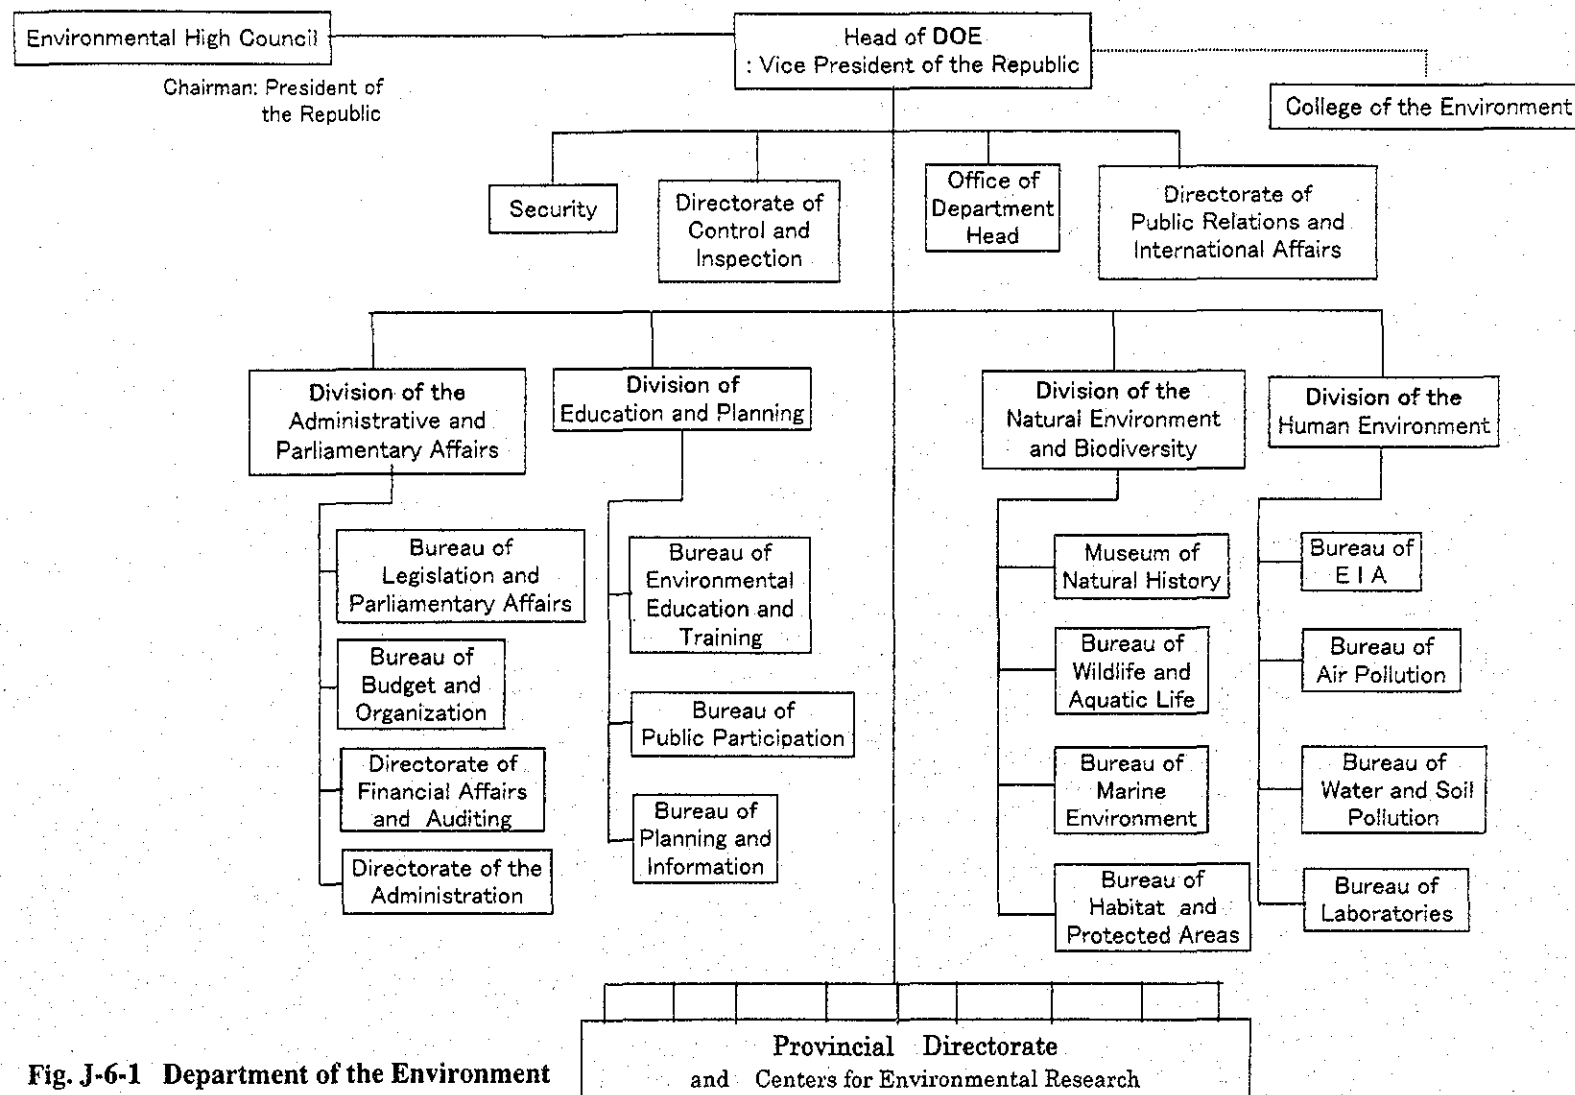 Environmental High Council
Chairman: President of
the Republic
Head of DOE
: Vice President of the Republic
College of the Environment
Security
Directorate of
Control and
Inspection
Office of
Department
Head
Directorate of
Public Relations and
International Affairs
Division of the
Administrative and
Parliamentary Affairs
Division of
Education and Planning
Division of the
Natural Environment
and Biodiversity
Division of the
Human Environment
Bureau of
Legislation and
Parliamentary Affairs
Bureau of
Budget and
Organization
Directorate of
Financial Affairs
and Auditing
Directorate of the
Administration
Bureau of
Environmental
Education and
Training
Bureau of
Public Participation
Bureau of
Planning and
Information
Museum of
Natural History
Bureau of
Wildlife and
Aquatic Life
Bureau of
Marine
Environment
Bureau of
Habitat and
Protected Areas
Bureau of
E I A
Bureau of
Air Pollution
Bureau of
Water and Soil
Pollution
Bureau of
Laboratories
Provincial Directorate
and Centers for Environmental Research
Fig. J-6-1 Department of the Environment